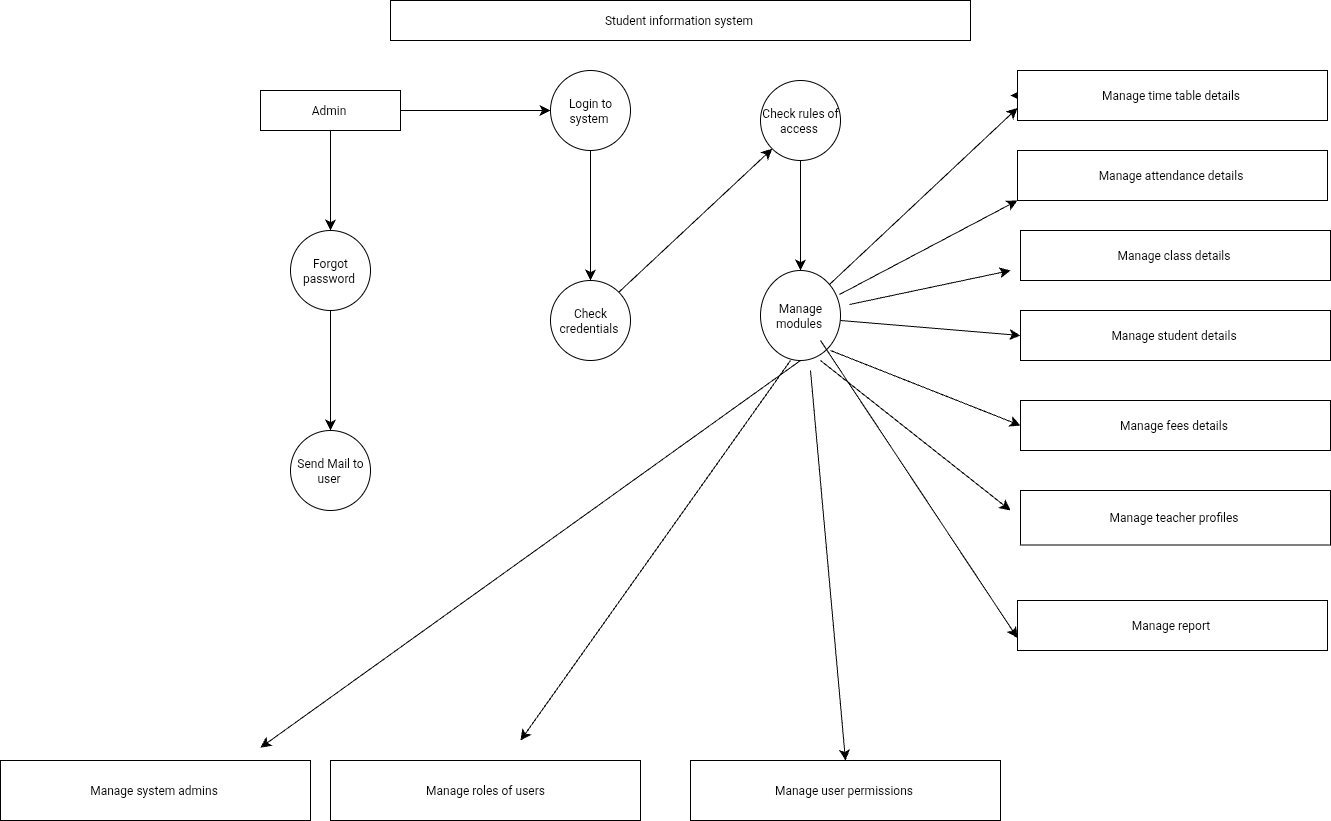 Student information system
Admin
Login to
system
Check rules of
access
Manage time table details
Manage attendance details
Manage class details
Forgot
password
Check
credentials
Manage
modules
Manage student details
Manage fees details
Send Mail to
user
Manage teacher profiles
Manage report
Manage system admins
Manage roles of users
Manage user permissions